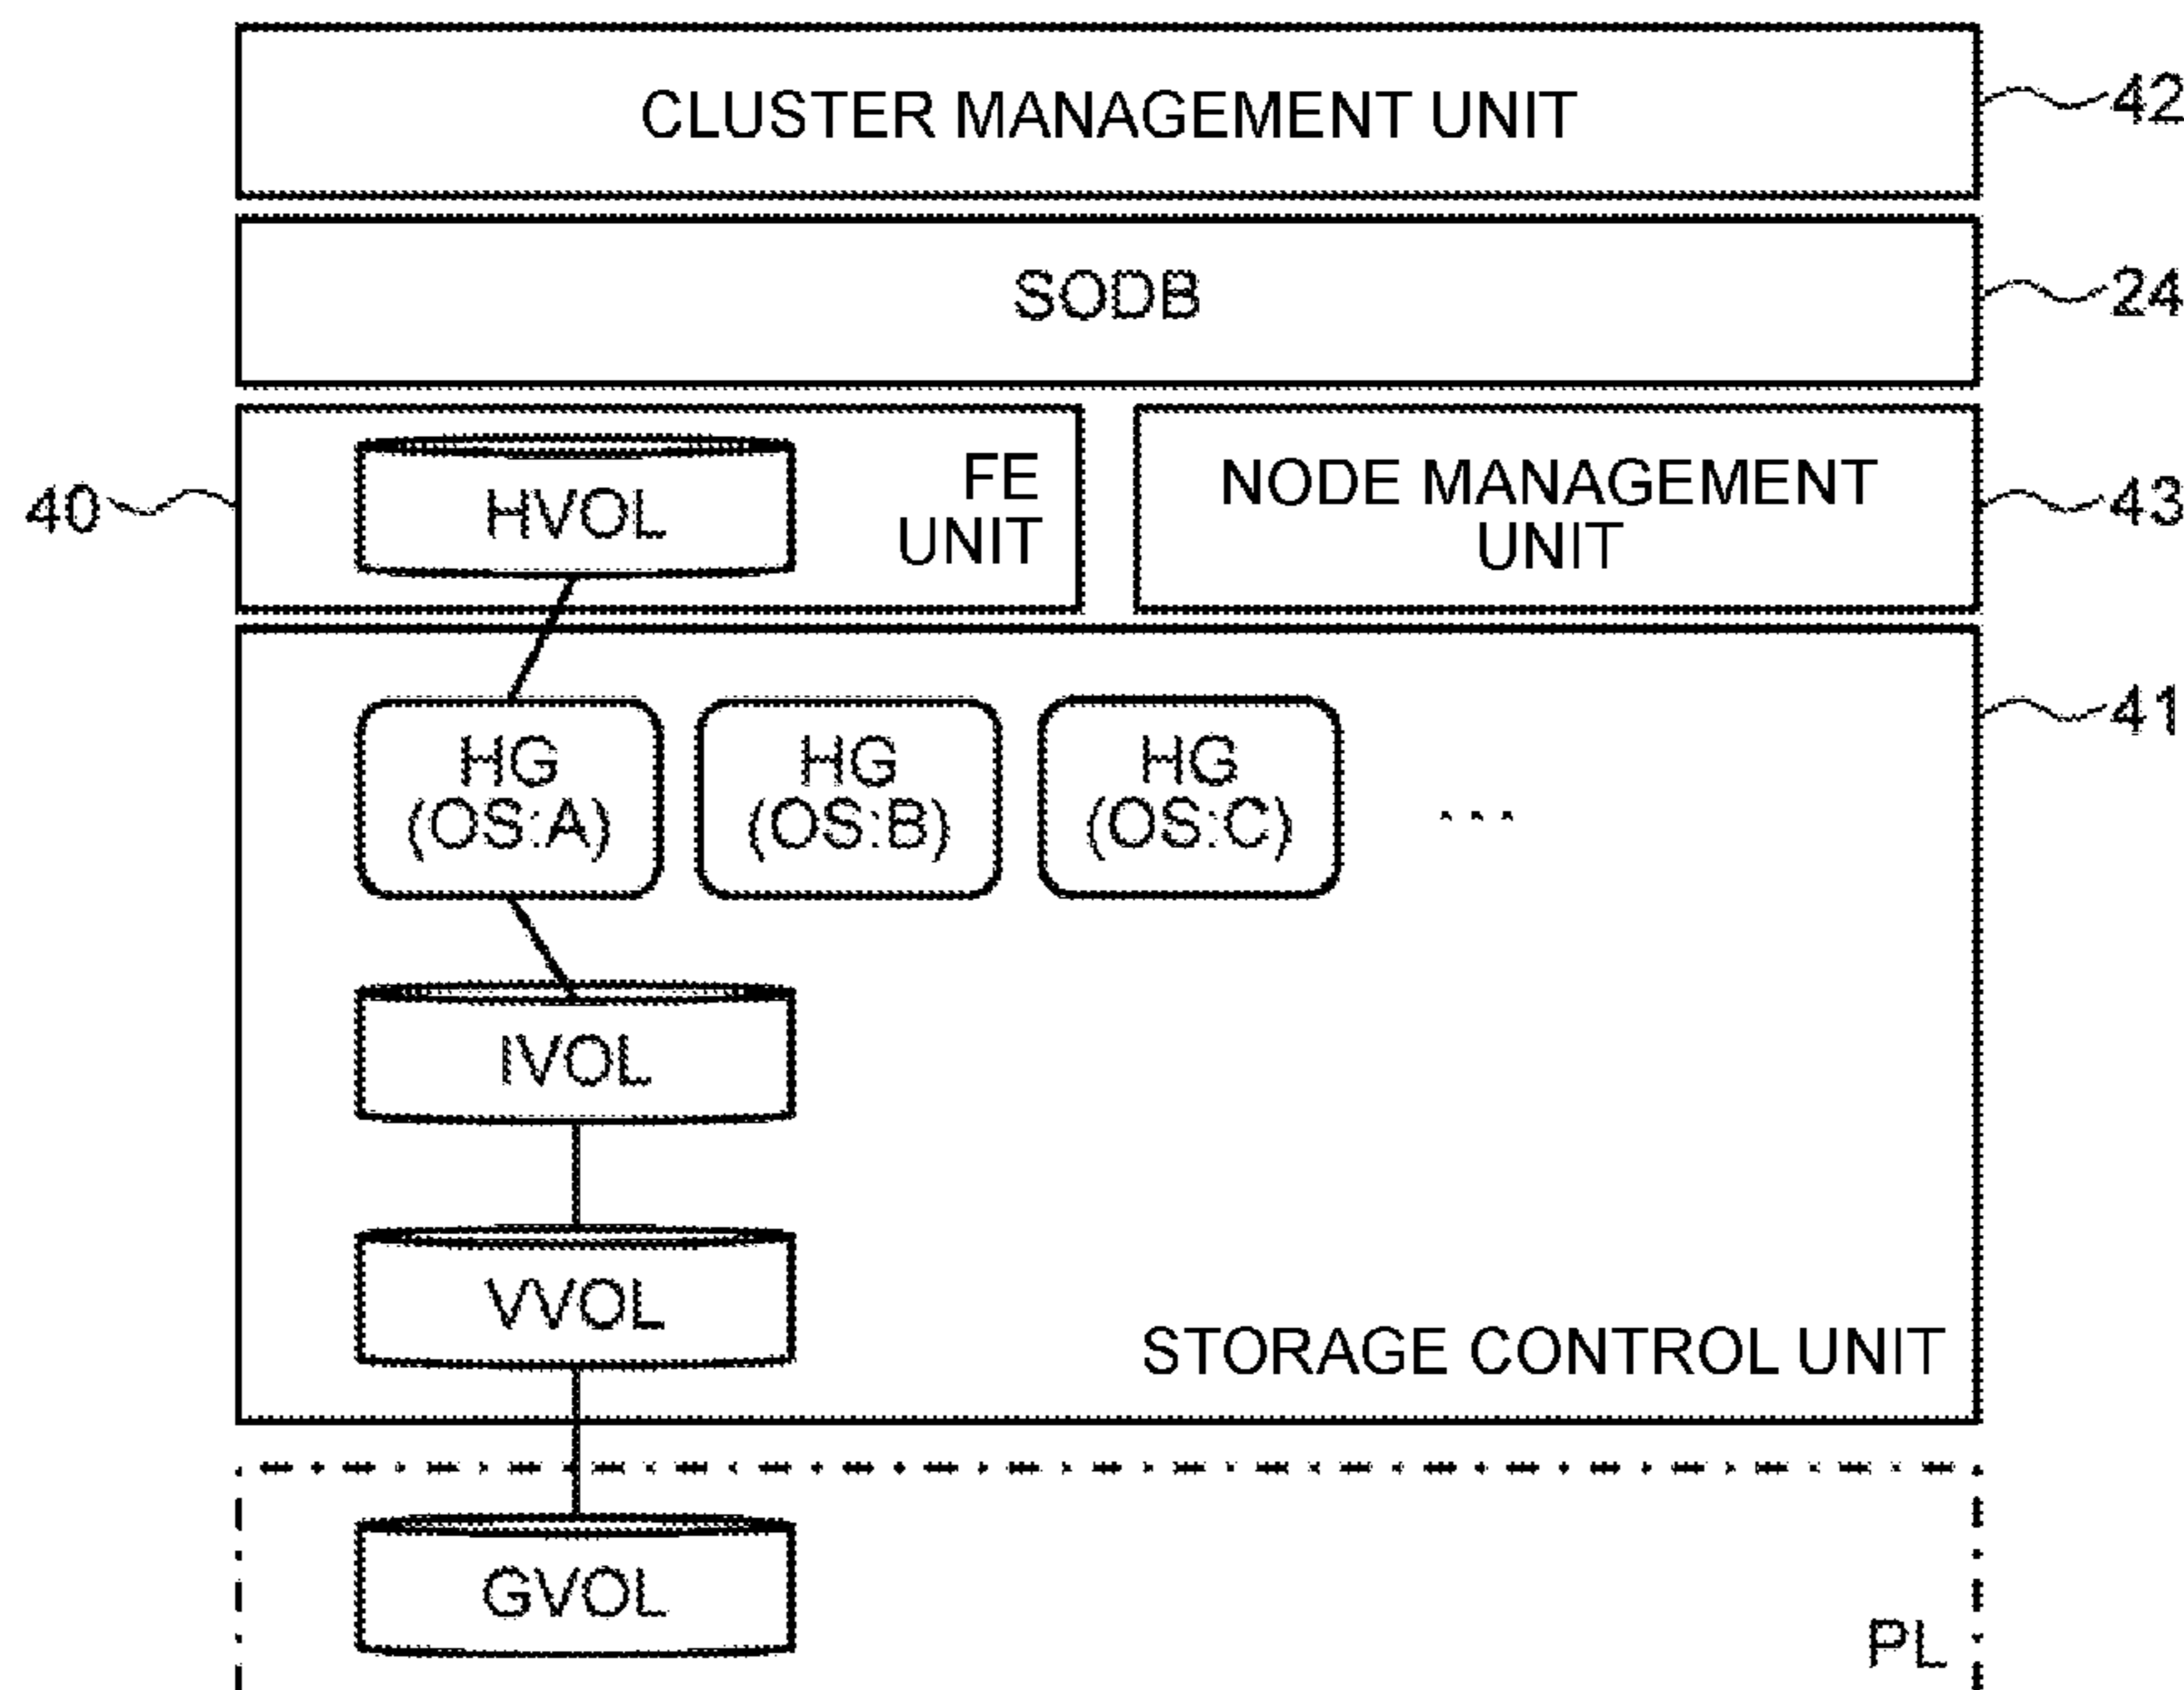 CLUSTER MANAGEMENT UNIT
42
SODB
24
40
HVOL
FE
UNIT
NODE MANAGEMENT
UNIT
43
41
HG
(OS:A)
HG
(OS:B)
HG
(OS:C)
...
IVOL
VVOL
STORAGE CONTROL UNIT
GVOL
PL